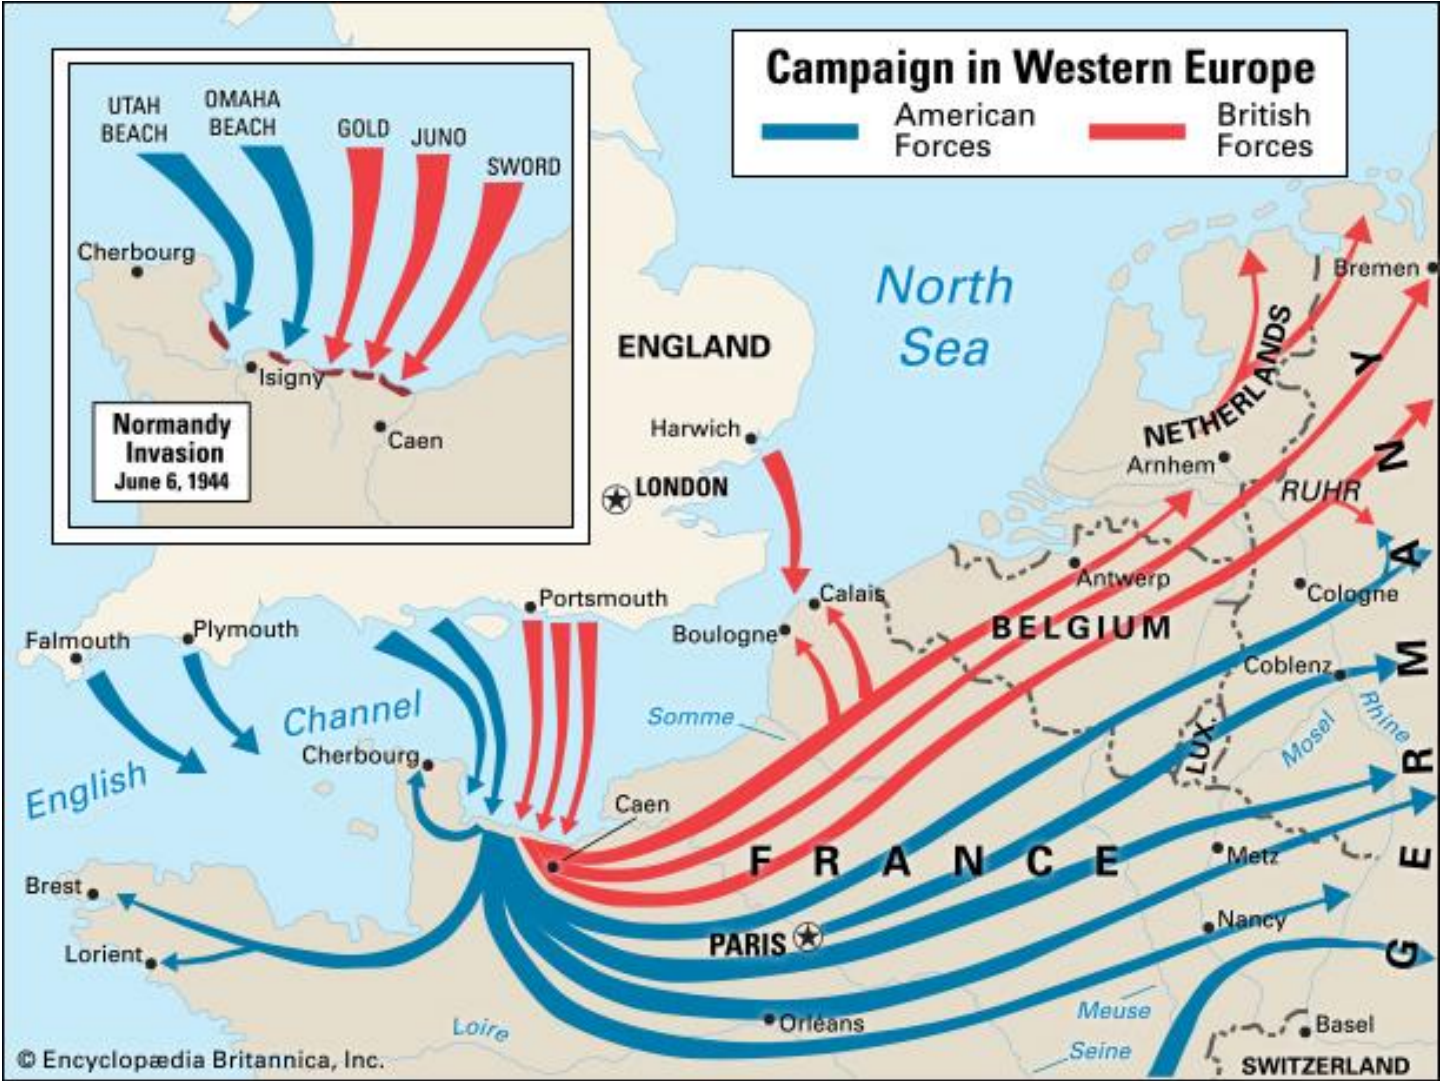 Campaign in Western Europe
American
Forces
British
Forces
UTAH
BEACH
OMAHA
BEACH
GOLD
JUNO
SWORD
Cherbourg
Isigny
Caen
Normandy
Invasion
June 6, 1944
North
Sea
ENGLAND
Harwich
LONDON
Bremen
NETHERLANDS
Arnhem
RUHR
GERMANY
Antwerp
Cologne
BELGIUM
Calais
Boulogne
Portsmouth
Plymouth
Falmouth
English Channel
Cherbourg
Somme
Coblenz
Rhine
Mosel
LUX.
Caen
FRANCE
Metz
Brest
Lorient
PARIS
Nancy
Orléans
Loire
Meuse
Seine
Basel
SWITZERLAND
© Encyclopædia Britannica, Inc.